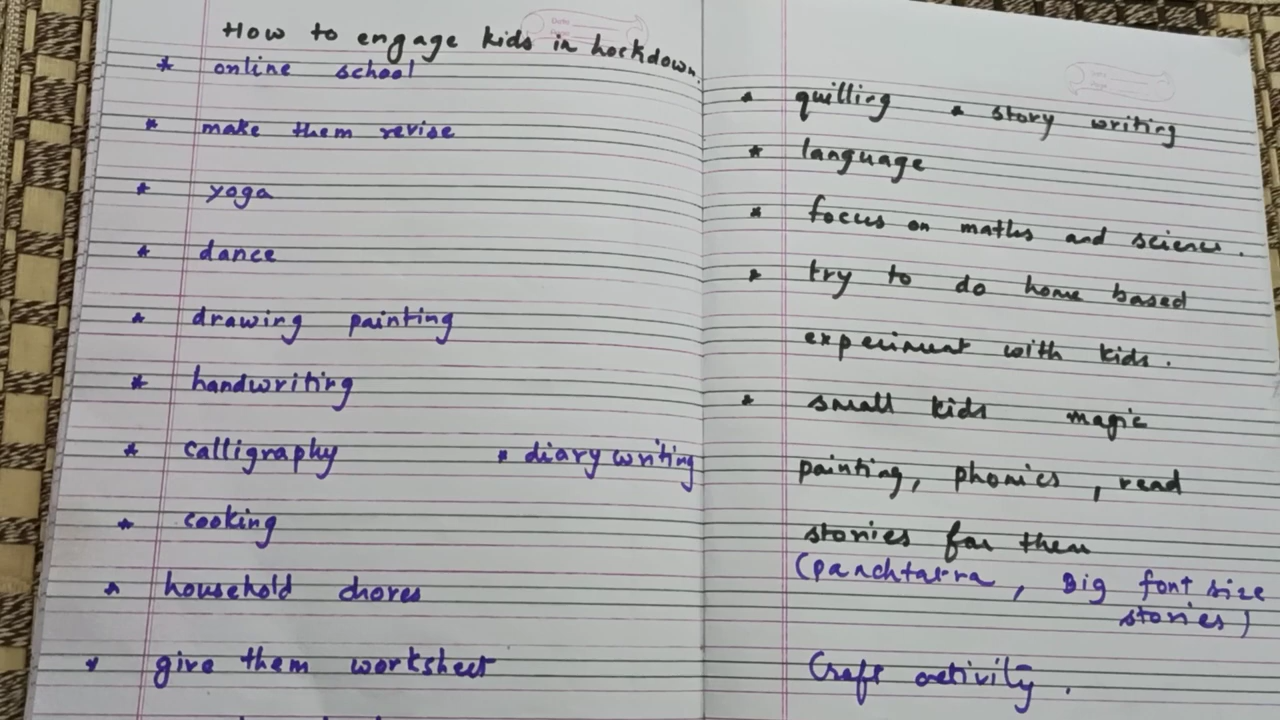 How to engage kids in Lockdown.
* online school
* make them revise
* yoga
* dance
* drawing painting
* handwriting
* calligraphy * diary writing
* cooking
* household chores
* give them worksheet
* quilling * story writing
* language
* focus on maths and science.
* try to do home based
experiment with kids.
* small kids magic
painting, phonics, read
stories for them
(panchtatra, Big font size
stories)
Craft activity.